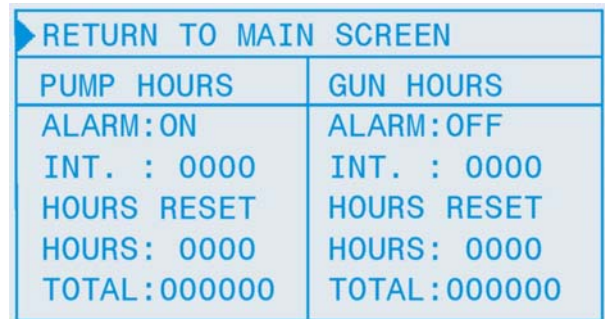 RETURN TO MAIN SCREEN
PUMP HOURS
ALARM:ON
INT. : 0000
HOURS RESET
HOURS: 0000
TOTAL:000000
GUN HOURS
ALARM:OFF
INT. : 0000
HOURS RESET
HOURS: 0000
TOTAL:000000